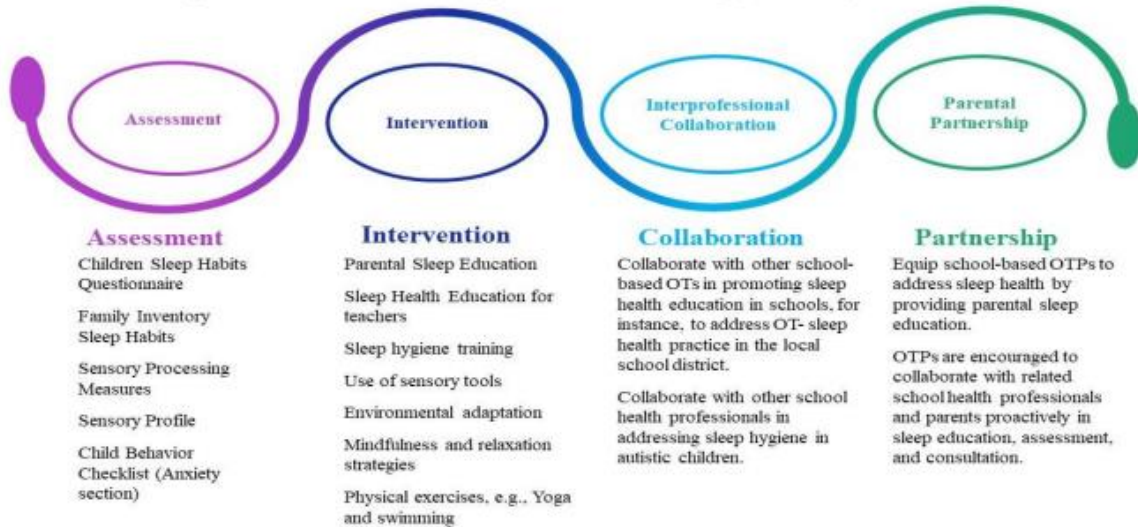 Assessment
Intervention
Interprofessional
Collaboration
Parental
Partnership
Assessment
Children Sleep Habits
Questionnaire
Family Inventory
Sleep Habits
Sensory Processing
Measures
Sensory Profile
Child Behavior
Checklist (Anxiety
section)
Intervention
Parental Sleep Education
Sleep Health Education for
teachers
Sleep hygiene training
Use of sensory tools
Environmental adaptation
Mindfulness and relaxation
strategies
Physical exercises, e.g., Yoga
and swimming
Collaboration
Collaborate with other school-
based OTs in promoting sleep
health education in schools, for
instance, to address OT- sleep
health practice in the local
school district.
Collaborate with other school
health professionals in
addressing sleep hygiene in
autistic children.
Partnership
Equip school-based OTPs to
address sleep health by
providing parental sleep
education.
OTPs are encouraged to
collaborate with related
school health professionals
and parents proactively in
sleep education, assessment,
and consultation.